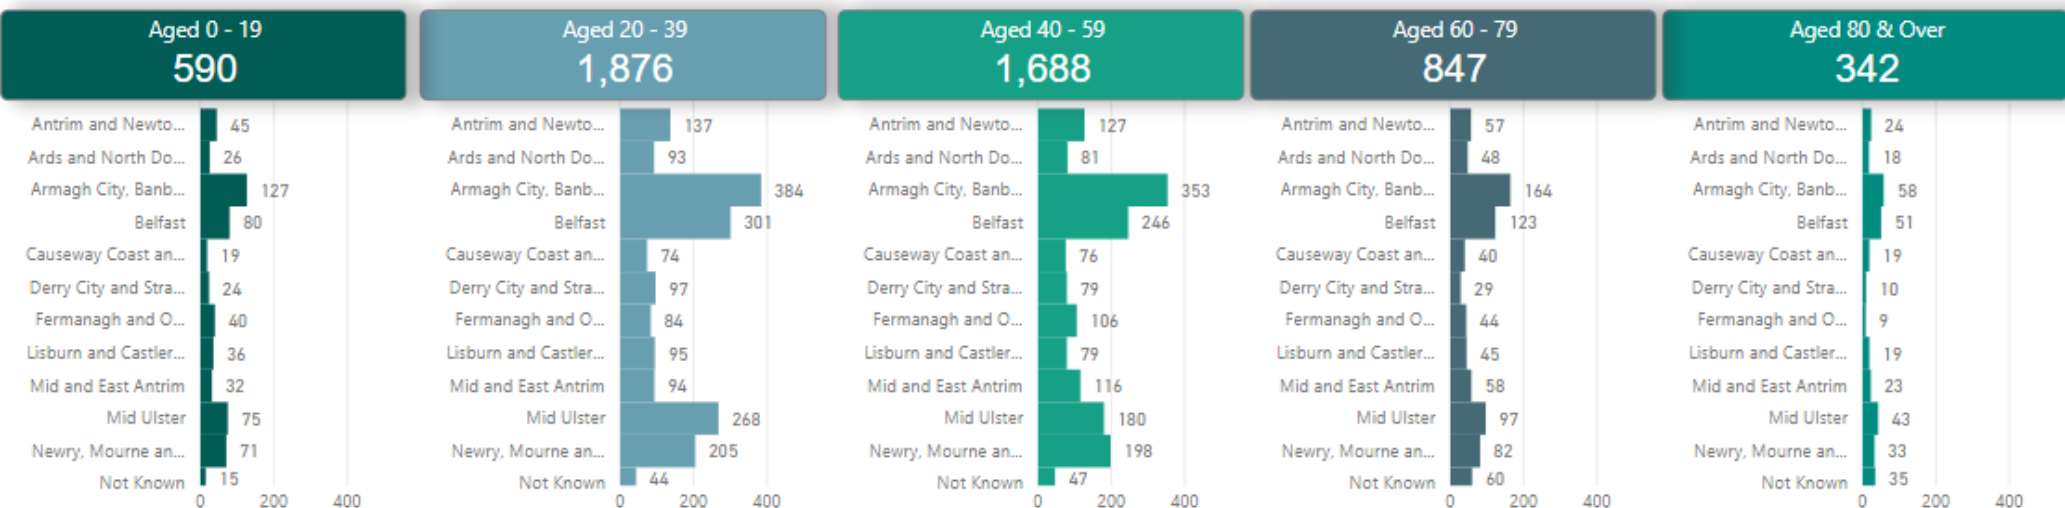 Aged 0 - 19
590
Antrim and Newto... 45
Ards and North Do... 26
Armagh City, Banb... 127
Belfast 80
Causeway Coast an... 19
Derry City and Stra... 24
Fermanagh and O... 40
Lisburn and Castler... 36
Mid and East Antrim 32
Mid Ulster 75
Newry, Mourne an... 71
Not Known 15
0 200 400
Aged 20 - 39
1,876
Antrim and Newto... 137
Ards and North Do... 93
Armagh City, Banb... 384
Belfast 301
Causeway Coast an... 74
Derry City and Stra... 97
Fermanagh and O... 84
Lisburn and Castler... 95
Mid and East Antrim 94
Mid Ulster 268
Newry, Mourne an... 205
Not Known 44
0 200 400
Aged 40 - 59
1,688
Antrim and Newto... 127
Ards and North Do... 81
Armagh City, Banb... 353
Belfast 246
Causeway Coast an... 76
Derry City and Stra... 79
Fermanagh and O... 106
Lisburn and Castler... 79
Mid and East Antrim 116
Mid Ulster 180
Newry, Mourne an... 198
Not Known 47
0 200 400
Aged 60 - 79
847
Antrim and Newto... 57
Ards and North Do... 48
Armagh City, Banb... 164
Belfast 123
Causeway Coast an... 40
Derry City and Stra... 29
Fermanagh and O... 44
Lisburn and Castler... 45
Mid and East Antrim 58
Mid Ulster 97
Newry, Mourne an... 82
Not Known 60
0 200 400
Aged 80 & Over
342
Antrim and Newto... 24
Ards and North Do... 18
Armagh City, Banb... 58
Belfast 51
Causeway Coast an... 19
Derry City and Stra... 10
Fermanagh and O... 9
Lisburn and Castler... 19
Mid and East Antrim 23
Mid Ulster 43
Newry, Mourne an... 33
Not Known 35
0 200 400